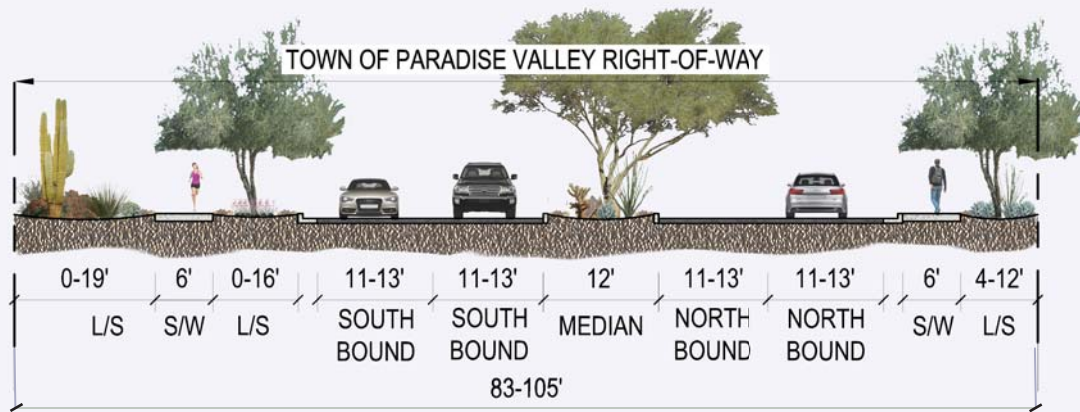 TOWN OF PARADISE VALLEY RIGHT-OF-WAY
0-19' 6' 0-16' 11-13' 11-13' 12' 11-13' 11-13' 6' 4-12'
L/S S/W L/S SOUTH BOUND SOUTH BOUND MEDIAN NORTH BOUND NORTH BOUND S/W L/S
83-105'